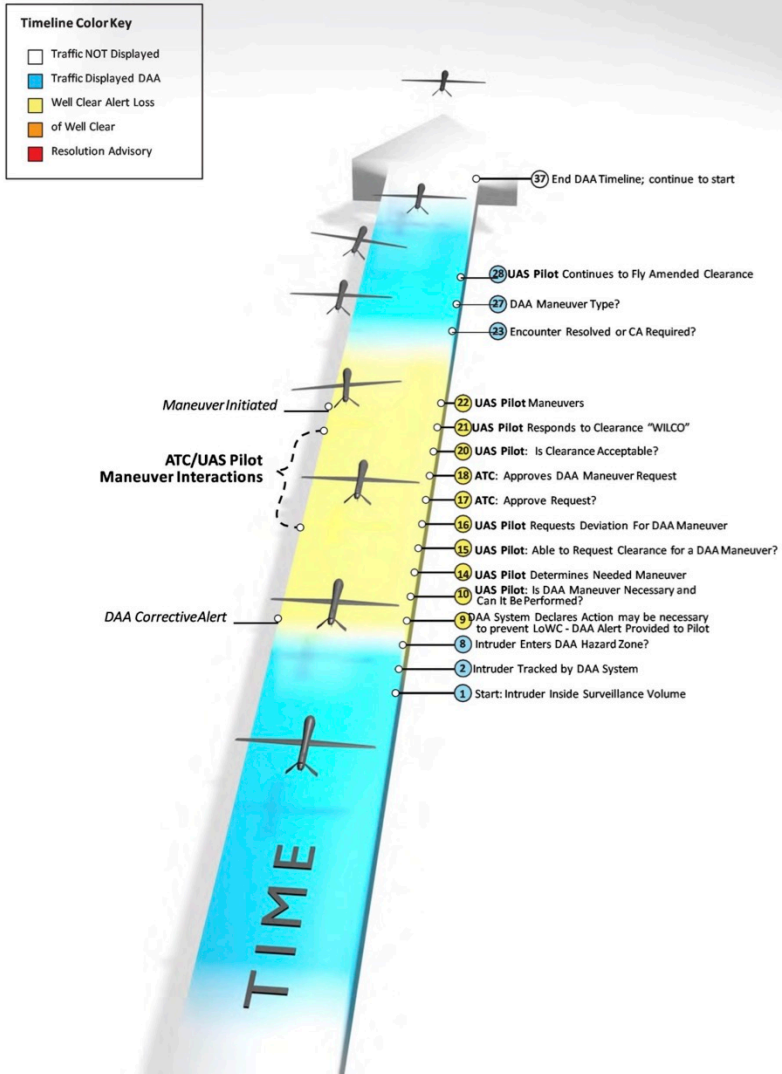 Timeline Color Key
Traffic NOT Displayed
Traffic Displayed DAA
Well Clear Alert Loss
of Well Clear
Resolution Advisory
37 End DAA Timeline; continue to start
28 UAS Pilot Continues to Fly Amended Clearance
27 DAA Maneuver Type?
23 Encounter Resolved or CA Required?
22 UAS Pilot Maneuvers
Maneuver Initiated
21 UAS Pilot Responds to Clearance "WILCO"
20 UAS Pilot: Is Clearance Acceptable?
ATC/UAS Pilot
Maneuver Interactions
18 ATC: Approves DAA Maneuver Request
17 ATC: Approve Request?
16 UAS Pilot Requests Deviation For DAA Maneuver
15 UAS Pilot: Able to Request Clearance for a DAA Maneuver?
14 UAS Pilot Determines Needed Maneuver
10 UAS Pilot: Is DAA Maneuver Necessary and
Can It Be Performed?
DAA Corrective Alert
9 DAA System Declares Action may be necessary
to prevent LoWC - DAA Alert Provided to Pilot
8 Intruder Enters DAA Hazard Zone?
2 Intruder Tracked by DAA System
1 Start: Intruder Inside Surveillance Volume
TIME